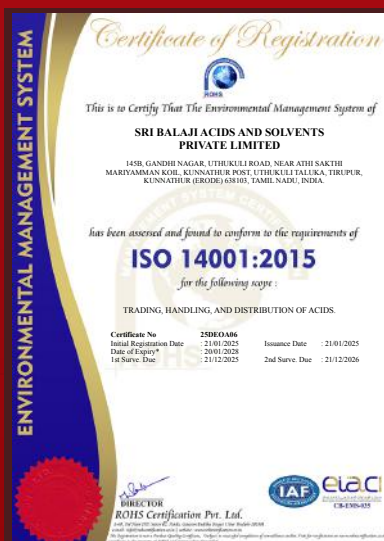 ENVIRONMENTAL MANAGEMENT SYSTEM
Certificate of Registration
ROHS
This is to Certify That The Environmental Management System of
SRI BALAJI ACIDS AND SOLVENTS
PRIVATE LIMITED
145B, GANDHI NAGAR, UTHUKULI ROAD, NEAR ATHI SAKTHI
MARIYAMMAN KOIL, KUNNATHUR POST, UTHUKULI TALUKA, TIRUPUR,
KUNNATHUR (ERODE) 638103, TAMIL NADU, INDIA.
has been assessed and found to conform to the requirements of
ISO 14001:2015
for the following scope :
TRADING, HANDLING, AND DISTRIBUTION OF ACIDS.
Certificate No 25DEOA06
Initial Registration Date : 21/01/2025 Issuance Date : 21/01/2025
Date of Expiry* : 20/01/2028
1st Surve. Due : 21/12/2025 2nd Surve. Due : 21/12/2026
DIRECTOR
ROHS Certification Pvt. Ltd.
IAF
CB-EMS-035